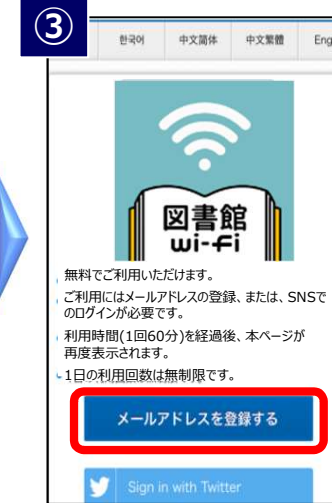 ③
한국어 中文简体 中文繁體 Eng
図書館
wi-fi
無料でご利用いただけます。
ご利用にはメールアドレスの登録、または、SNSで
のログインが必要です。
利用時間(1回60分)を経過後、本ページが
再度表示されます。
1日の利用回数は無制限です。
メールアドレスを登録する
Sign in with Twitter